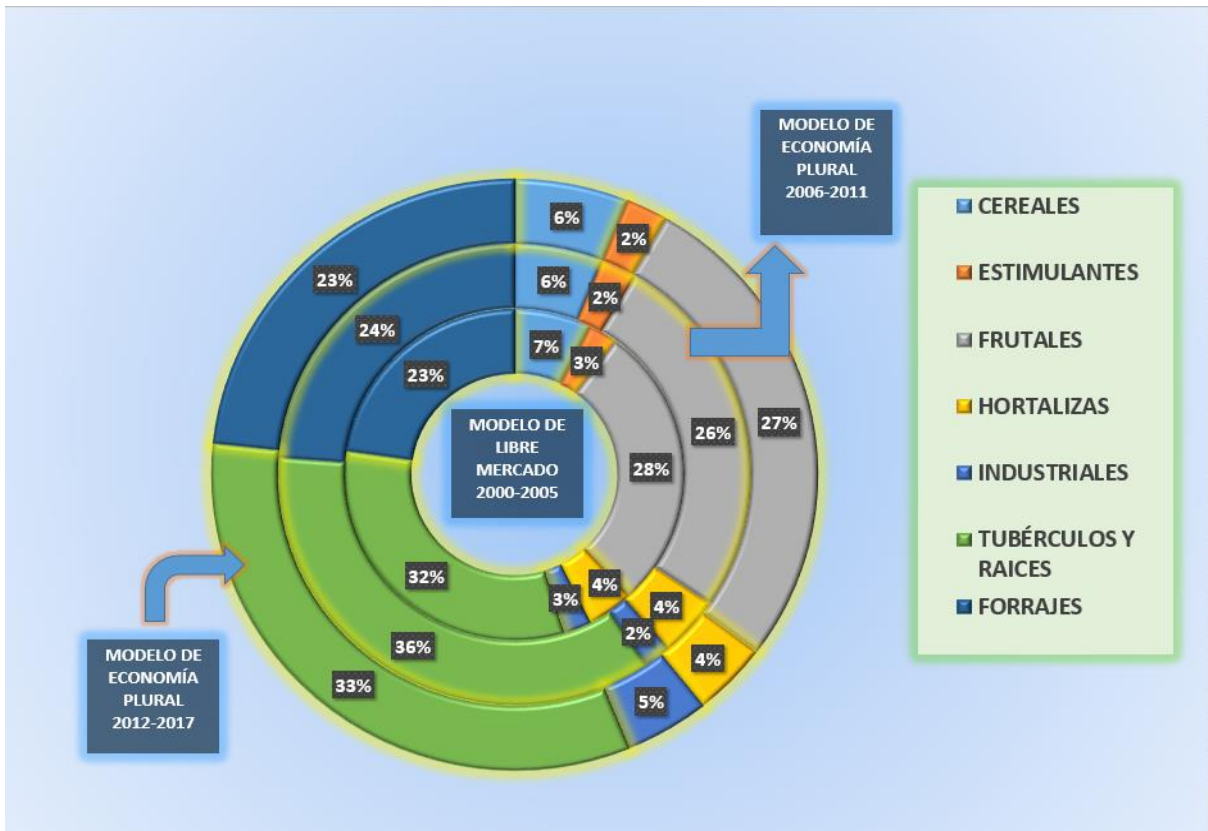 MODELO DE
ECONOMÍA
PLURAL
2006-2011
6%
2%
6%
2%
7%
3%
23%
24%
23%
27%
26%
28%
MODELO DE
LIBRE
MERCADO
2000-2005
32%
3%
4%
36%
2%
4%
33%
5%
4%
MODELO DE
ECONOMÍA
PLURAL
2012-2017
CEREALES
ESTIMULANTES
FRUTALES
HORTALIZAS
INDUSTRIALES
TUBÉRCULOS Y
RAICES
FORRAJES